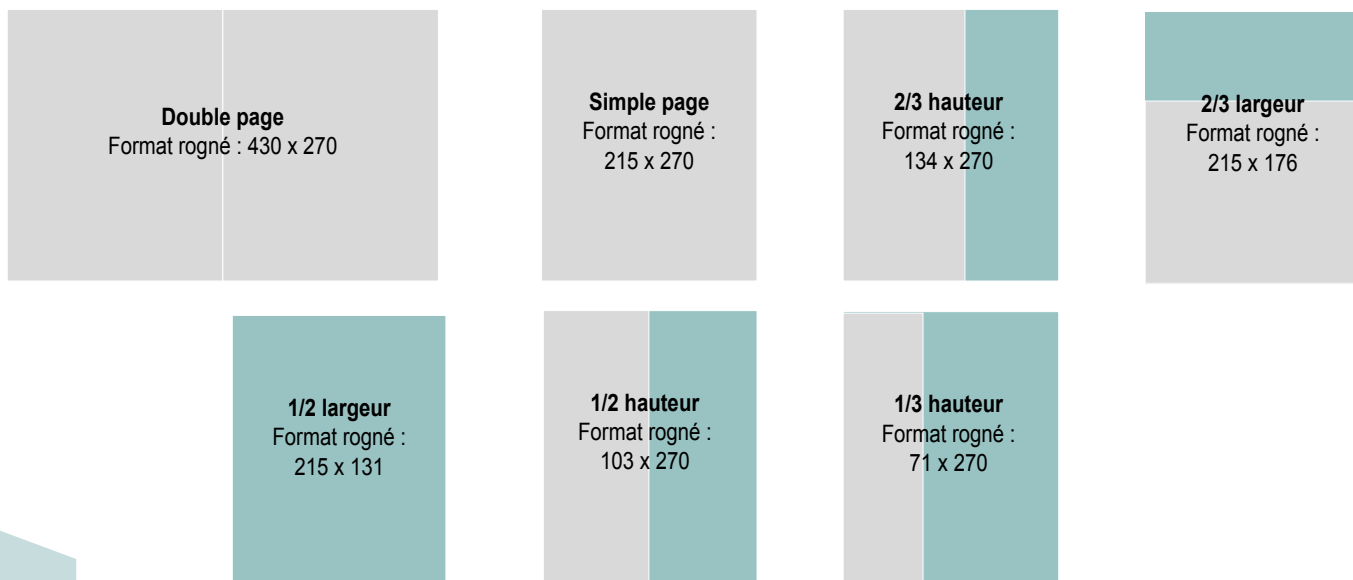 Double page
Format rogné : 430 x 270
Simple page
Format rogné :
215 x 270
2/3 hauteur
Format rogné :
134 x 270
2/3 largeur
Format rogné :
215 x 176
1/2 largeur
Format rogné :
215 x 131
1/2 hauteur
Format rogné :
103 x 270
1/3 hauteur
Format rogné :
71 x 270